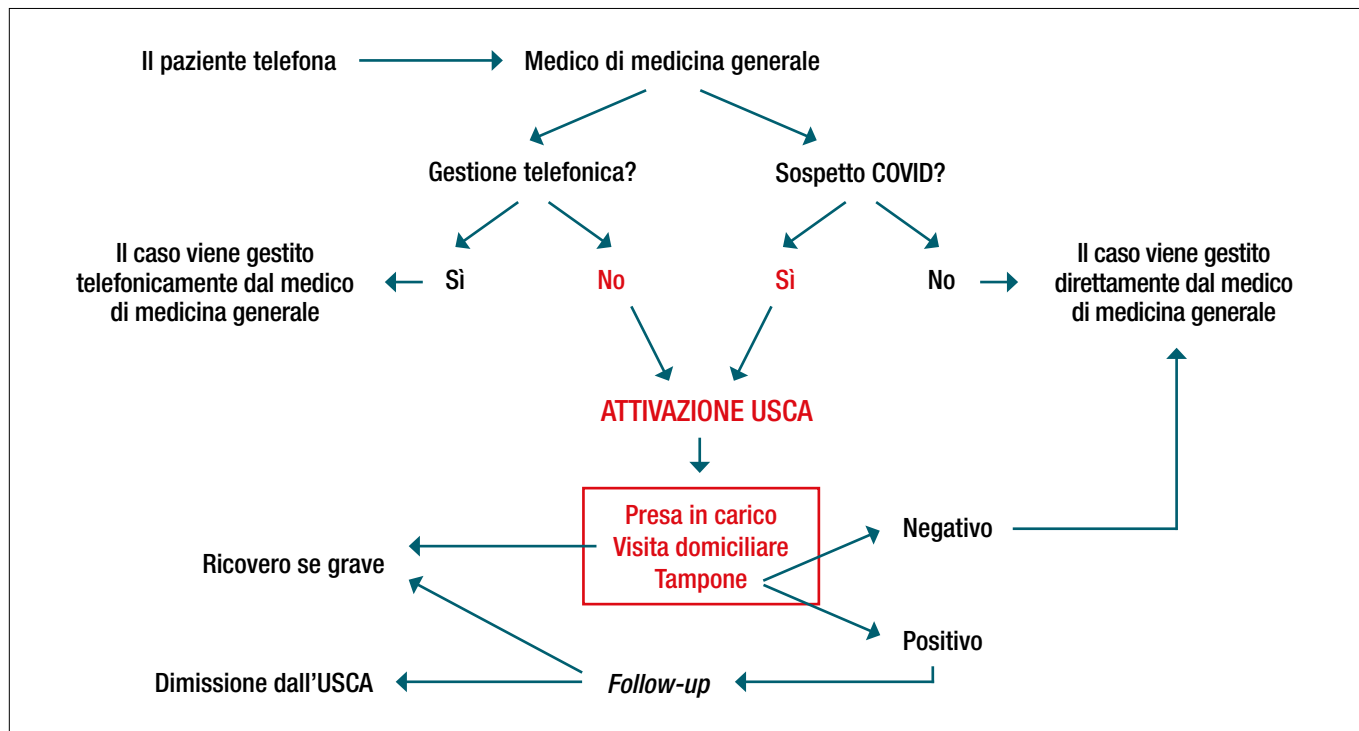 Il paziente telefona
Medico di medicina generale
Gestione telefonica?
Sospetto COVID?
Il caso viene gestito
telefonicamente dal medico
di medicina generale
Sì
No
Sì
No
Il caso viene gestito
direttamente dal medico
di medicina generale
ATTIVAZIONE USCA
Presa in carico
Visita domiciliare
Tampone
Negativo
Ricovero se grave
Positivo
Dimissione dall'USCA
Follow-up